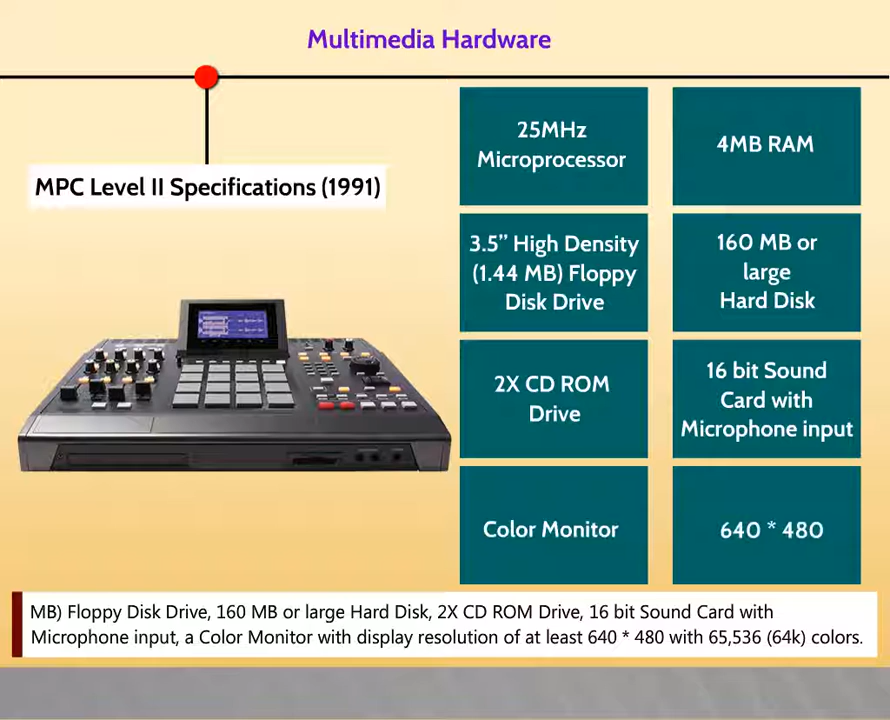 Multimedia Hardware
MPC Level II Specifications (1991)
25MHz
Microprocessor
4MB RAM
3.5” High Density
(1.44 MB) Floppy
Disk Drive
160 MB or
large
Hard Disk
2X CD ROM
Drive
16 bit Sound
Card with
Microphone input
Color Monitor
640 * 480
MB) Floppy Disk Drive, 160 MB or large Hard Disk, 2X CD ROM Drive, 16 bit Sound Card with
Microphone input, a Color Monitor with display resolution of at least 640 * 480 with 65,536 (64k) colors.